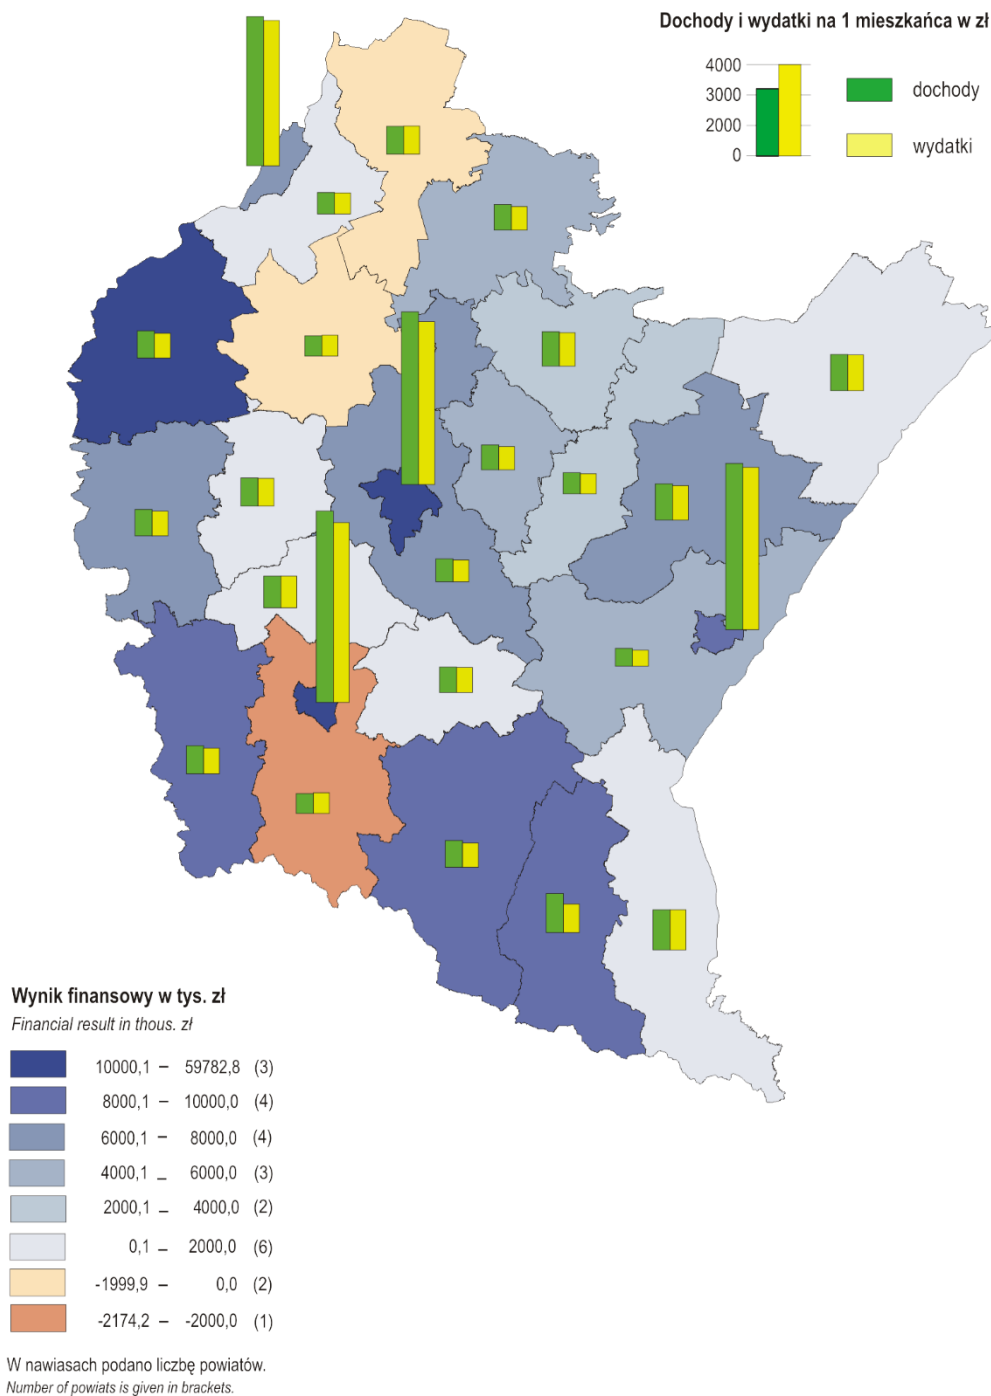 Dochody i wydatki na 1 mieszkańca w zł
4000
3000
2000
0
dochody
wydatki
Wynik finansowy w tys. zł
Financial result in thous. zł
10000,1 – 59782,8 (3)
8000,1 – 10000,0 (4)
6000,1 – 8000,0 (4)
4000,1 – 6000,0 (3)
2000,1 – 4000,0 (2)
0,1 – 2000,0 (6)
-1999,9 – 0,0 (2)
-2174,2 – -2000,0 (1)
W nawiasach podano liczbę powiatów.
Number of powiats is given in brackets.